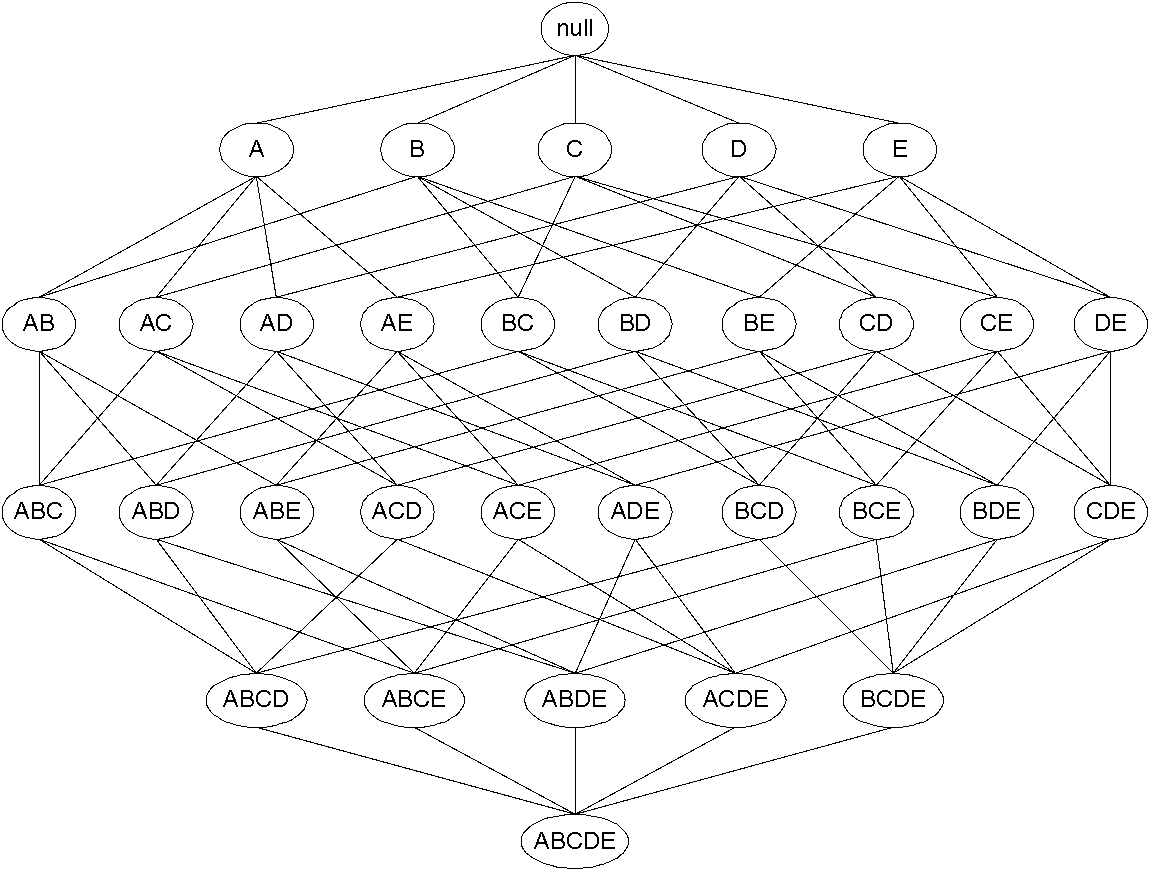 null
A B C D E
AB AC AD AE BC BD BE CD CE DE
ABC ABD ABE ACD ACE ADE BCD BCE BDE CDE
ABCD ABCE ABDE ACDE BCDE
ABCDE